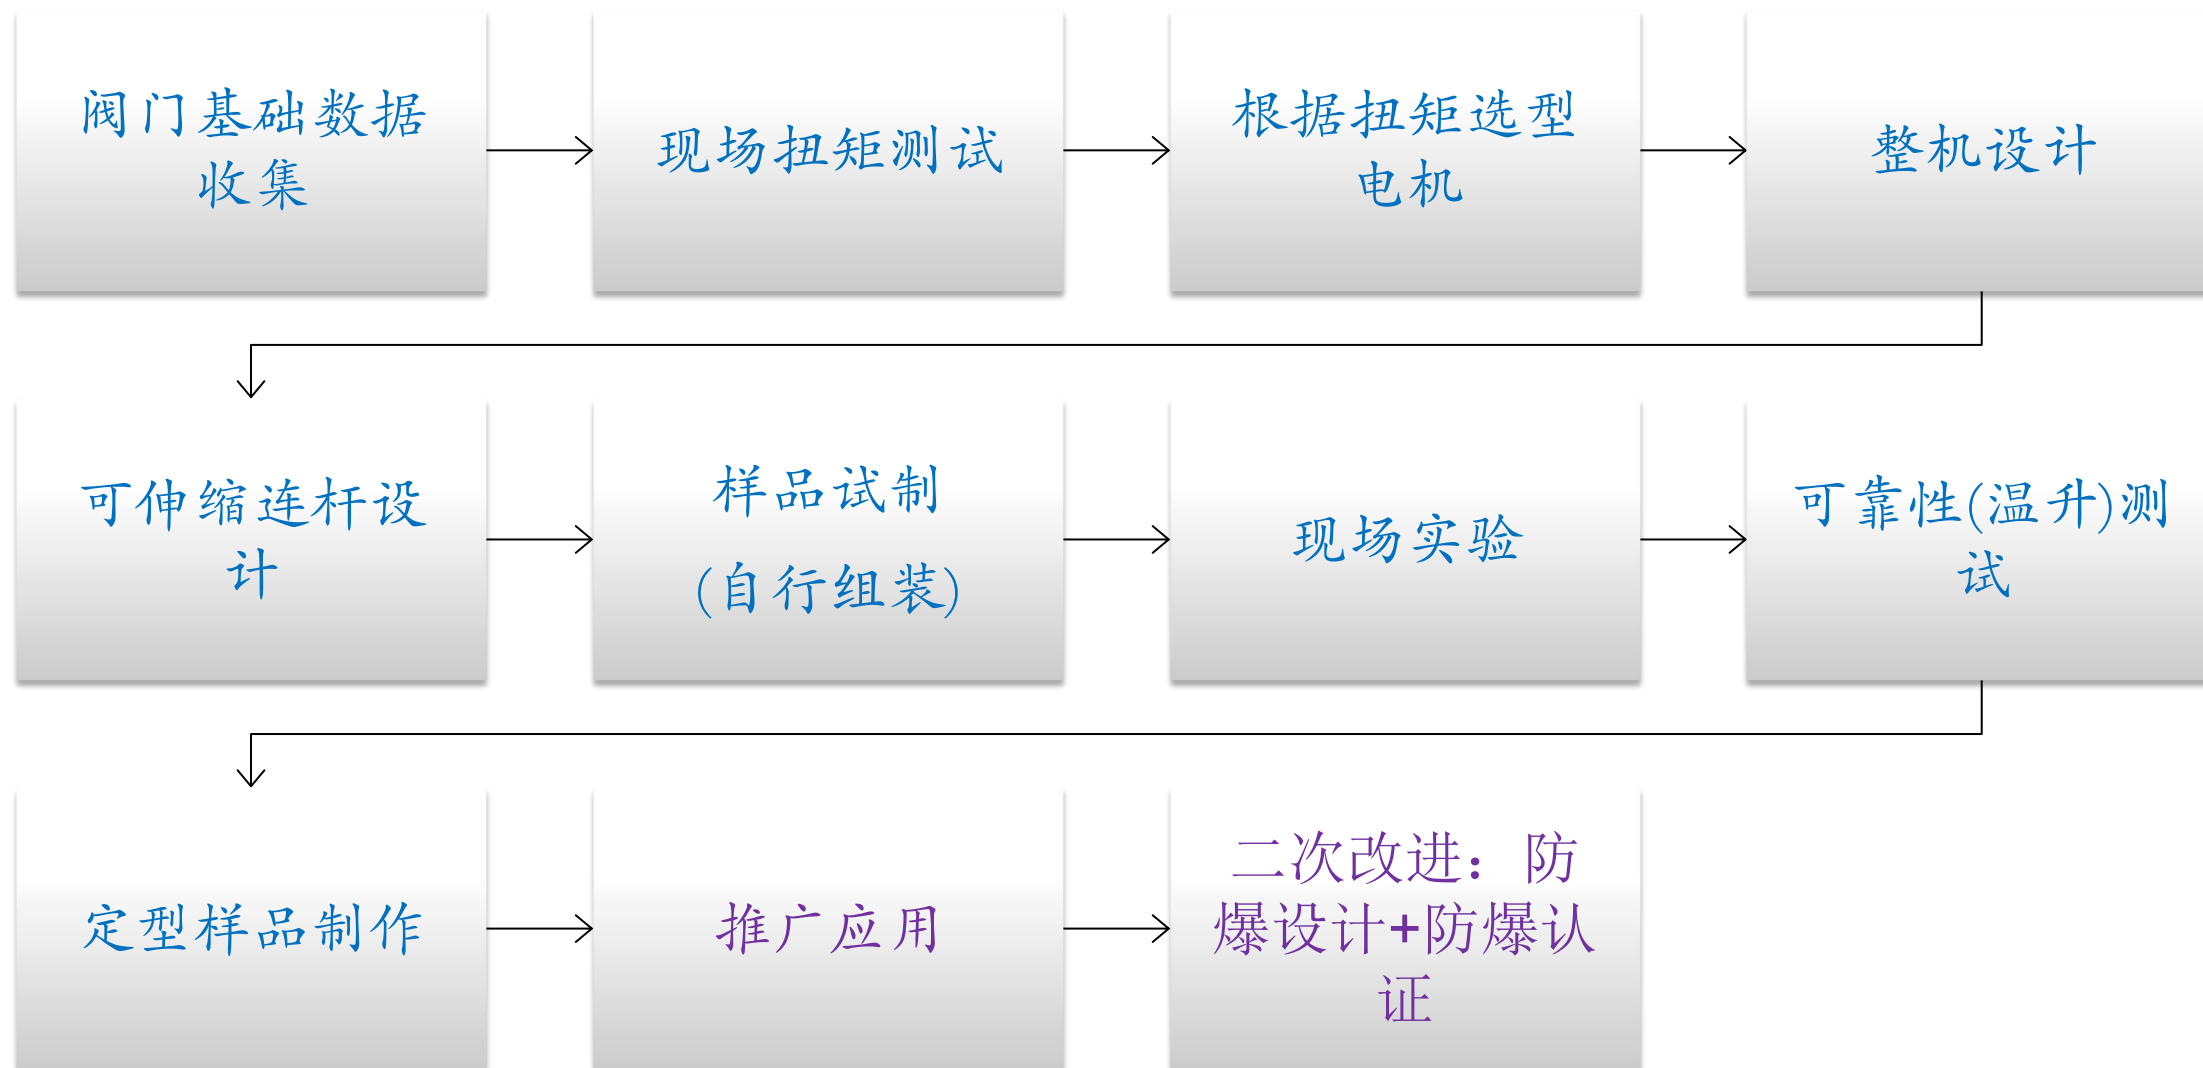 阀门基础数据
收集
现场扭矩测试
根据扭矩选型
电机
整机设计
可伸缩连杆设
计
样品试制
(自行组装)
现场实验
可靠性(温升)测
试
定型样品制作
推广应用
二次改进：防
爆设计+防爆认
证